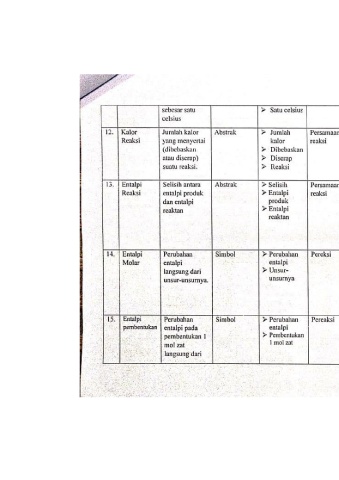 sebesar satu
celsius
➤ Satu celsius
12. Kalor
Reaksi
Jumlah kalor
yang menyertai
(dibebaskan
atau diserap)
suatu reaksi.
Abstrak
➤ Jumlah
kalor
➤ Dibebaskan
➤ Diserap
➤ Reaksi
Persamaan
reaksi
13. Entalpi
Reaksi
Selisih antara
entalpi produk
dan entalpi
reaktan
Abstrak
➤ Selisih
➤ Entalpi
produk
➤ Entalpi
reaktan
Persamaan
reaksi
14. Entalpi
Molar
Perubahan
entalpi
langsung dari
unsur-unsurnya.
Simbol
➤ Perubahan
entalpi
➤ Unsur-
unsurnya
Pereksi
15. Entalpi
pembentukan
Perubahan
entalpi pada
pembentukan 1
mol zat
langsung dari
Simbol
➤ Perubahan
entalpi
➤ Pembentukan
1 mol zat
Pereaksi